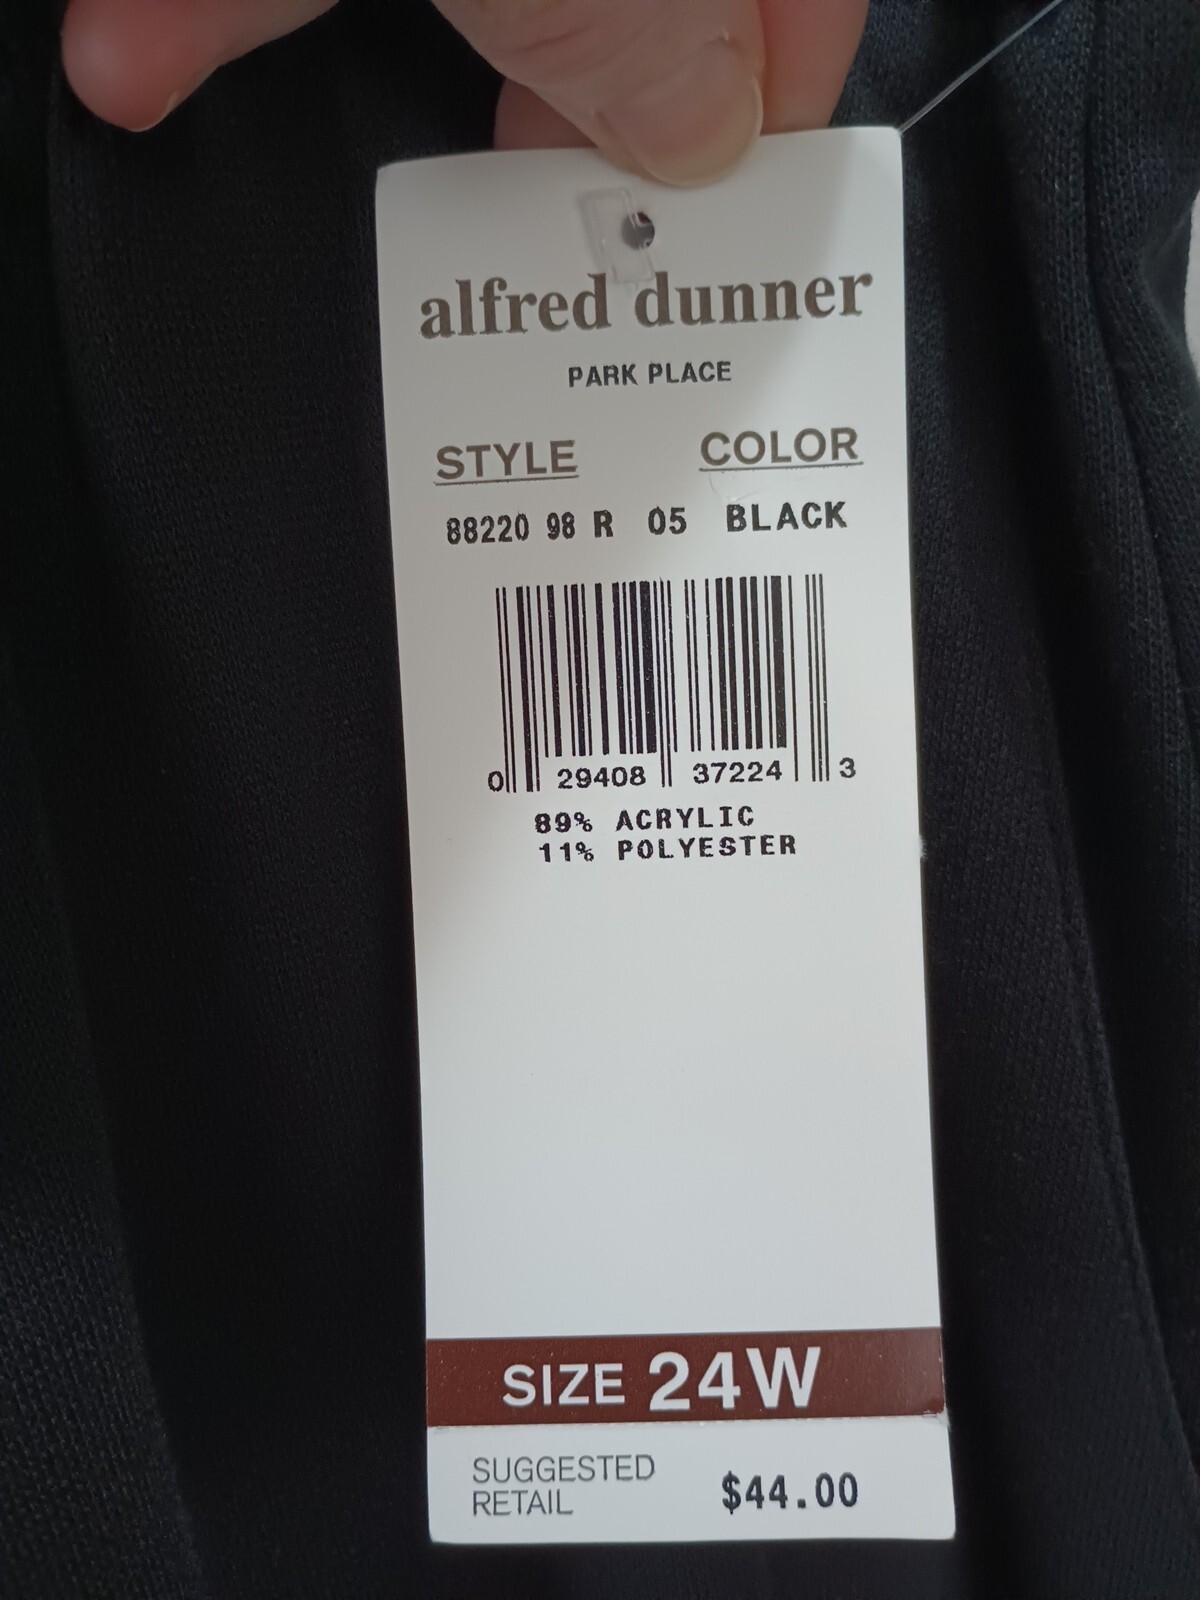 alfred dunner
PARK PLACE
STYLE COLOR
88220 98 R 05 BLACK
0 29408 37224 3
89% ACRYLIC
11% POLYESTER
SIZE 24W
SUGGESTED
RETAIL $44.00